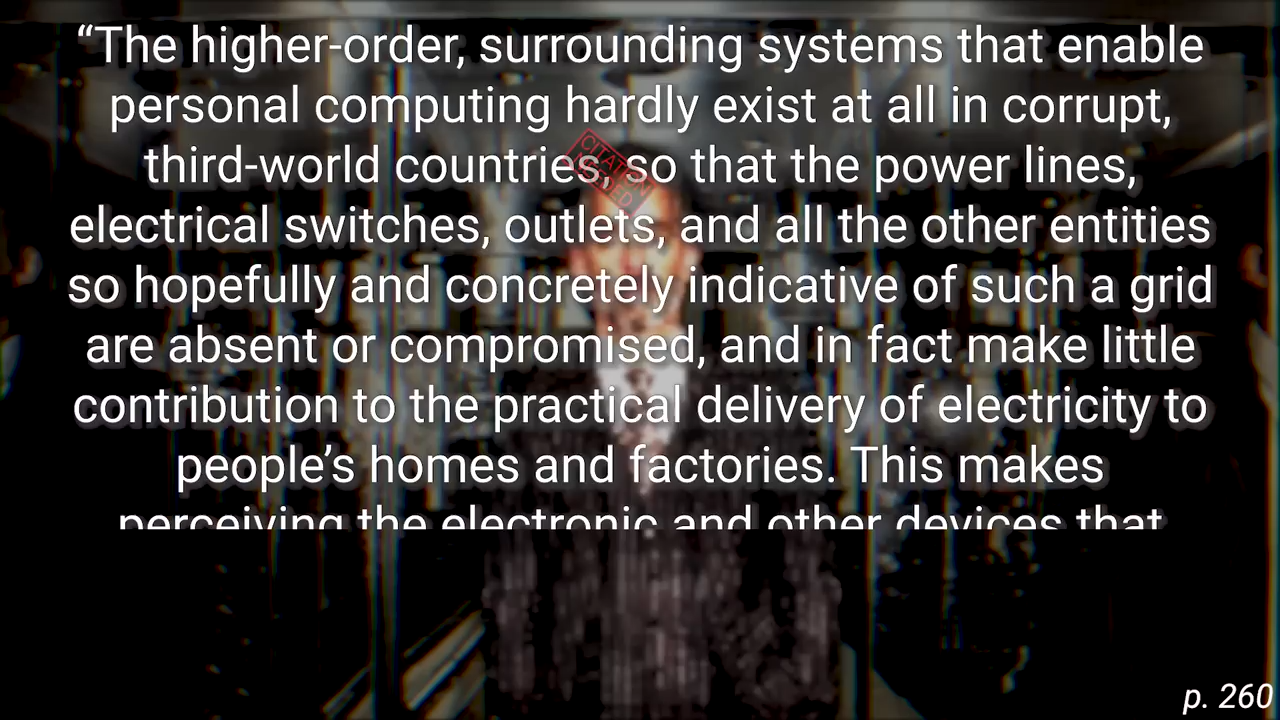 “The higher-order, surrounding systems that enable
personal computing hardly exist at all in corrupt,
third-world countries, so that the power lines,
electrical switches, outlets, and all the other entities
so hopefully and concretely indicative of such a grid
are absent or compromised, and in fact make little
contribution to the practical delivery of electricity to
people’s homes and factories. This makes
perceiving the electronic and other devices that
p. 260